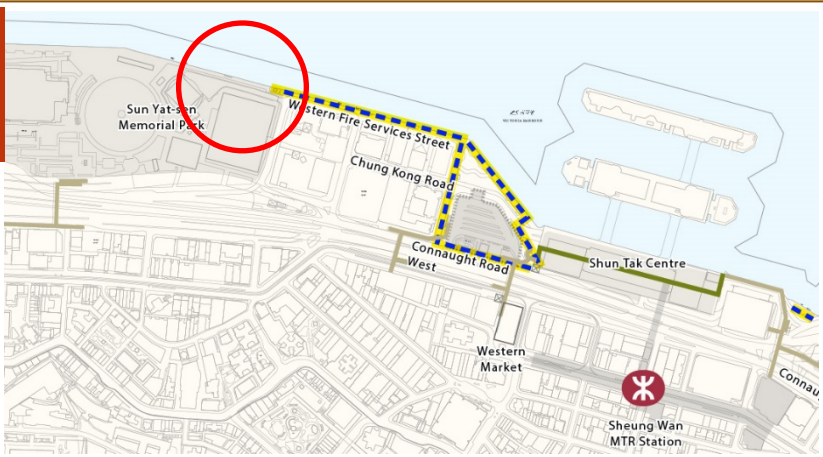 Sun Yat-sen
Memorial Park
Western Fire Services Street
Chung Kong Road
Connaught Road
West
Shun Tak Centre
Western
Market
Sheung Wan
MTR Station